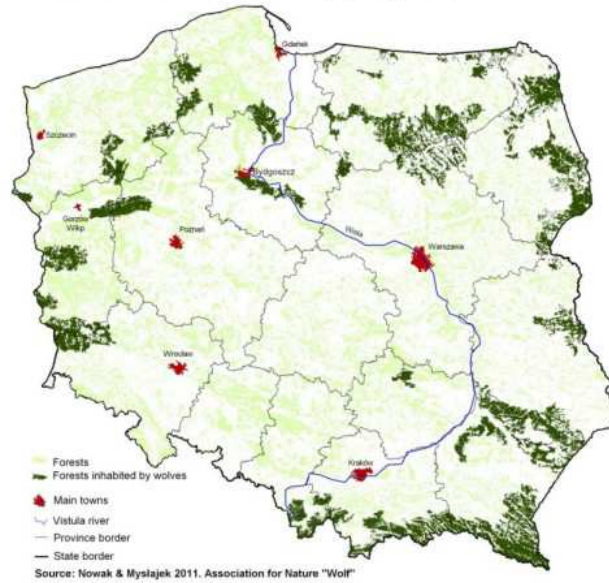 Gdańsk
Szczecin
Bydgoszcz
Gorzów
Wlkp
Poznań
Wisła
Warszawa
Wrocław
Kraków
Forests
Forests inhabited by wolves
Main towns
Vistula river
Province border
State border
Source: Nowak & Mysłajek 2011. Association for Nature "Wolf"